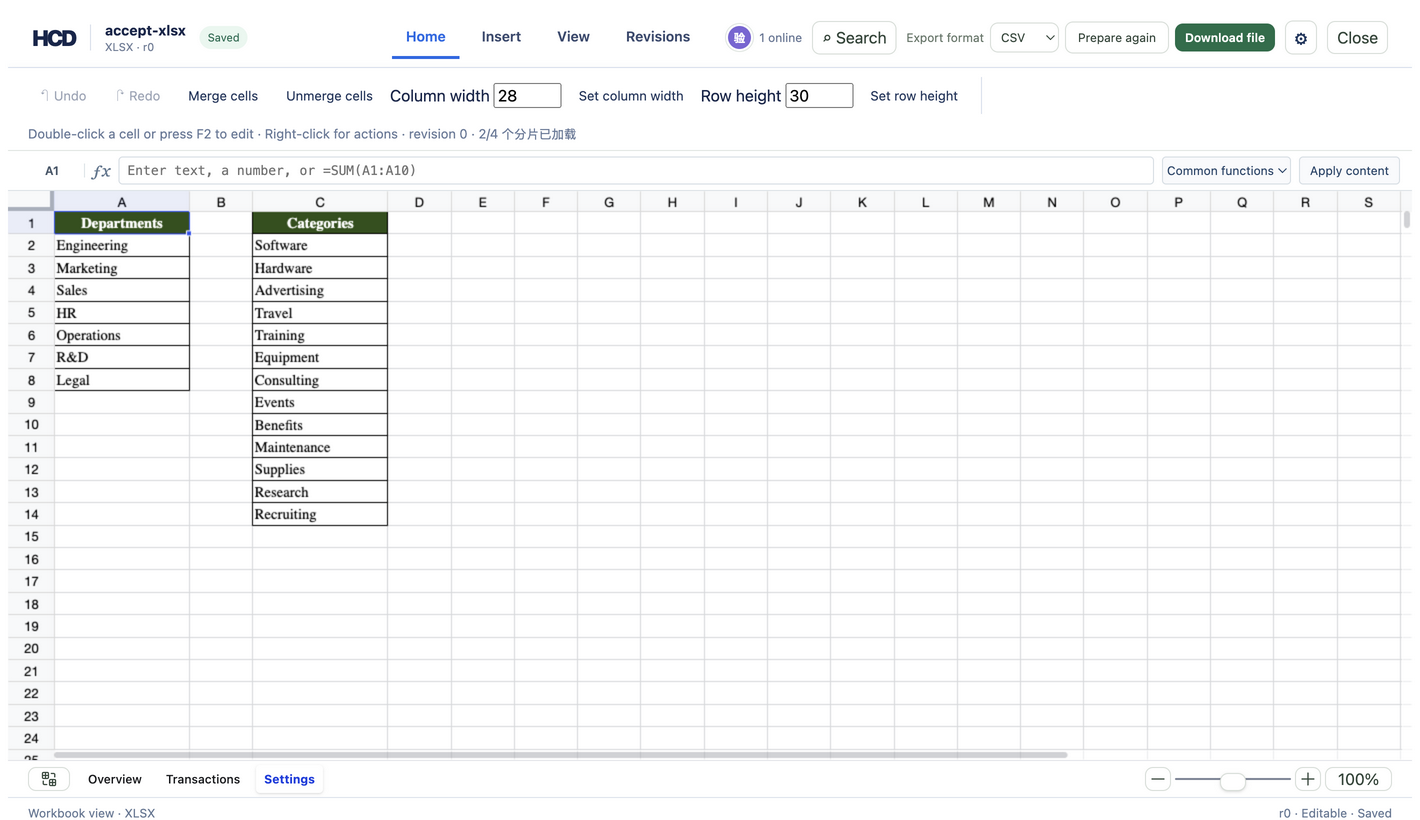 HCD
accept-xlsx
XLSX · r0
Saved
Home Insert View Revisions
验 1 online
Search
Export format CSV
Prepare again
Download file
Close
Undo Redo Merge cells Unmerge cells Column width 28 Set column width Row height 30 Set row height
Double-click a cell or press F2 to edit · Right-click for actions · revision 0 · 2/4 个分片已加载
A1 fx Enter text, a number, or =SUM(A1:A10) Common functions Apply content
A B C D E F G H I J K L M N O P Q R S
1 Departments Categories
2 Engineering Software
3 Marketing Hardware
4 Sales Advertising
5 HR Travel
6 Operations Training
7 R&D Equipment
8 Legal Consulting
9 Events
10 Benefits
11 Maintenance
12 Supplies
13 Research
14 Recruiting
15
16
17
18
19
20
21
22
23
24
25
Overview Transactions Settings 100%
Workbook view · XLSX r0 · Editable · Saved